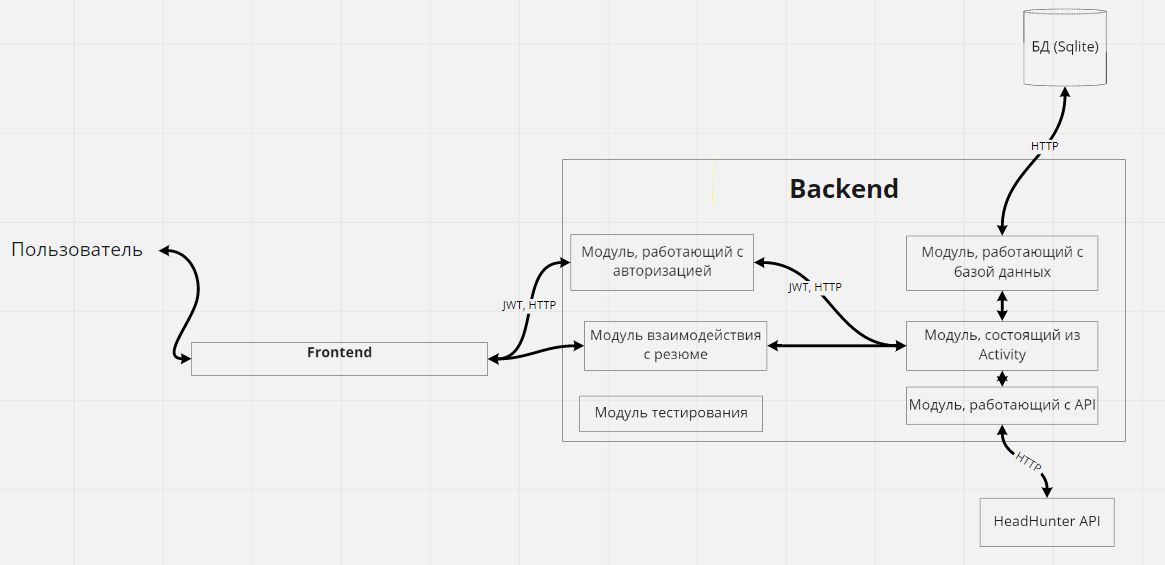 БД (Sqlite)
HTTP
Backend
Пользователь
Модуль, работающий с
авторизацией
Модуль, работающий с
базой данных
JWT, HTTP
JWT, HTTP
Frontend
Модуль взаимодействия
с резюме
Модуль, состоящий из
Activity
Модуль тестирования
Модуль, работающий с API
HTTP
HeadHunter API